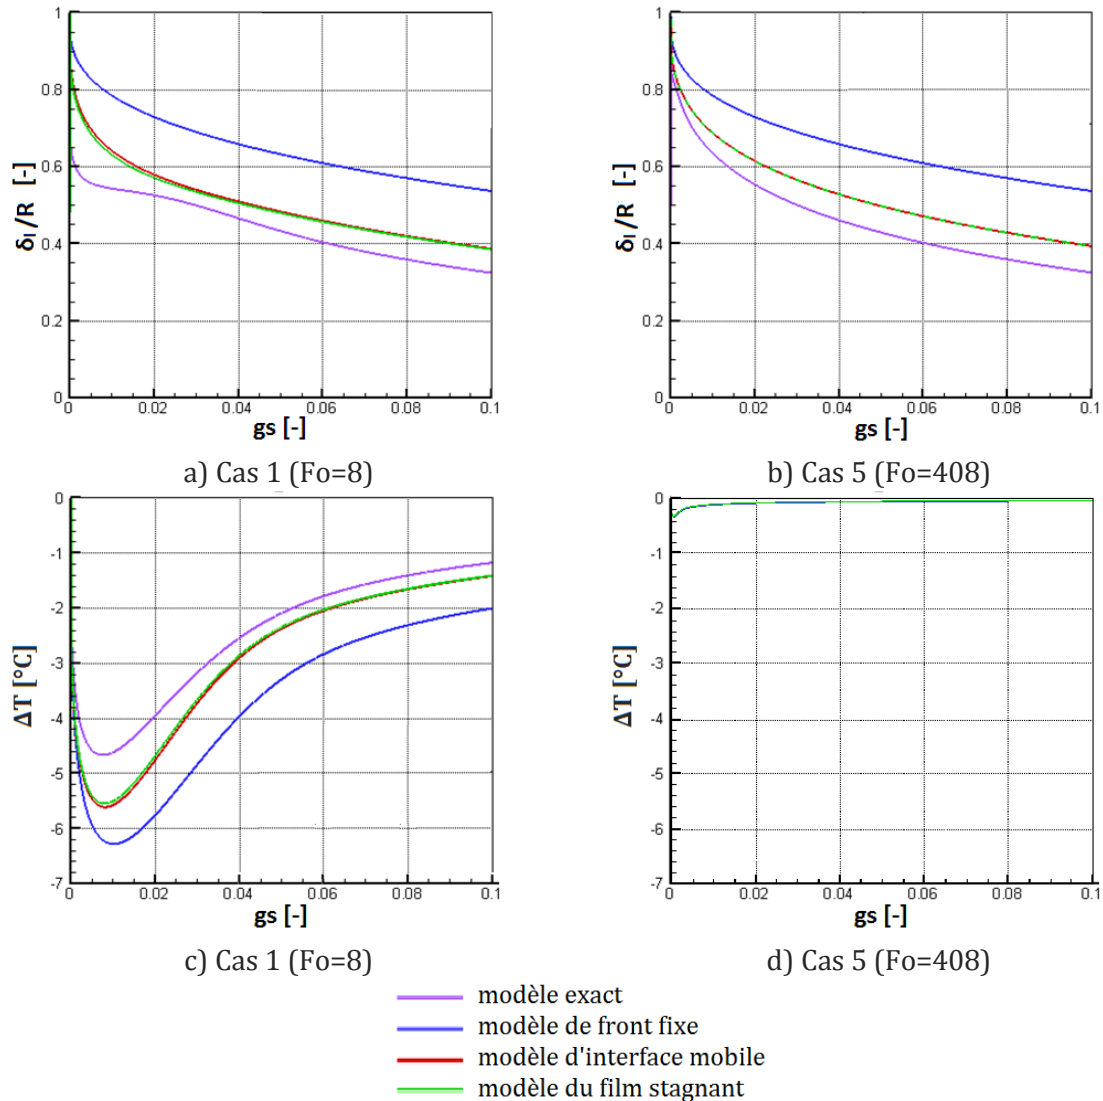 1
0.8
0.6
0.4
0.2
0
δl/R [-]
0 0.02 0.04 0.06 0.08 0.1
gs [-]
a) Cas 1 (Fo=8)
1
0.8
0.6
0.4
0.2
0
δl/R [-]
0 0.02 0.04 0.06 0.08 0.1
gs [-]
b) Cas 5 (Fo=408)
0
-1
-2
-3
-4
-5
-6
-7
ΔT [°C]
0 0.02 0.04 0.06 0.08 0.1
gs [-]
c) Cas 1 (Fo=8)
0
-1
-2
-3
-4
-5
-6
-7
ΔT [°C]
0 0.02 0.04 0.06 0.08 0.1
gs [-]
d) Cas 5 (Fo=408)
modèle exact
modèle de front fixe
modèle d'interface mobile
modèle du film stagnant